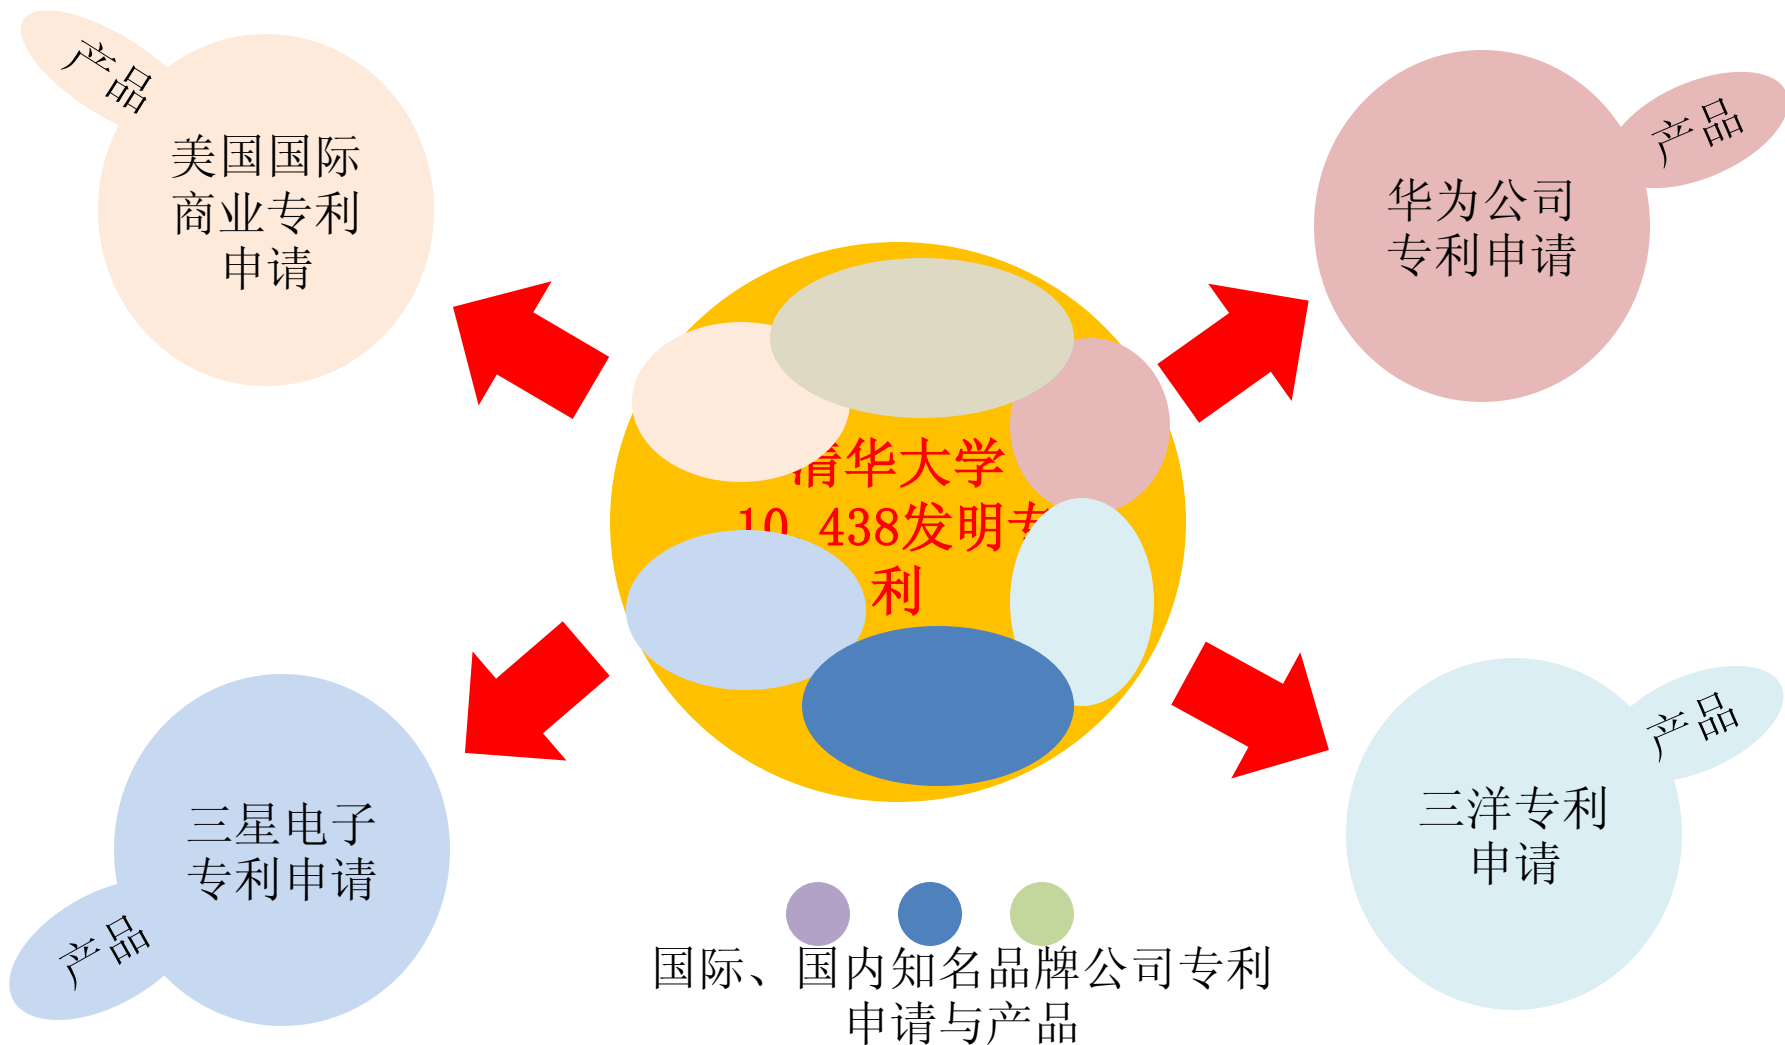 产品
美国国际
商业专利
申请
产品
华为公司
专利申请
清华大学
10 438发明专
利
三星电子
专利申请
产品
产品
三洋专利
申请
国际、国内知名品牌公司专利
申请与产品